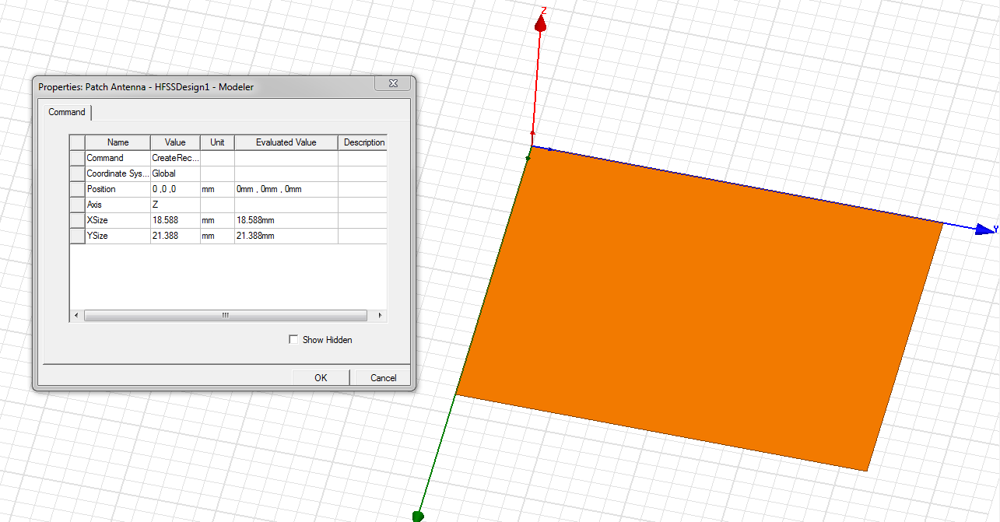 Z
Properties: Patch Antenna - HFSSDesign1 - Modeler
Command
Name Value Unit Evaluated Value Description
Command CreateRec...
Coordinate Sys... Global
Position 0 ,0 ,0 mm 0mm , 0mm , 0mm
Axis Z
XSize 18.588 mm 18.588mm
YSize 21.388 mm 21.388mm
Show Hidden
OK Cancel
Y